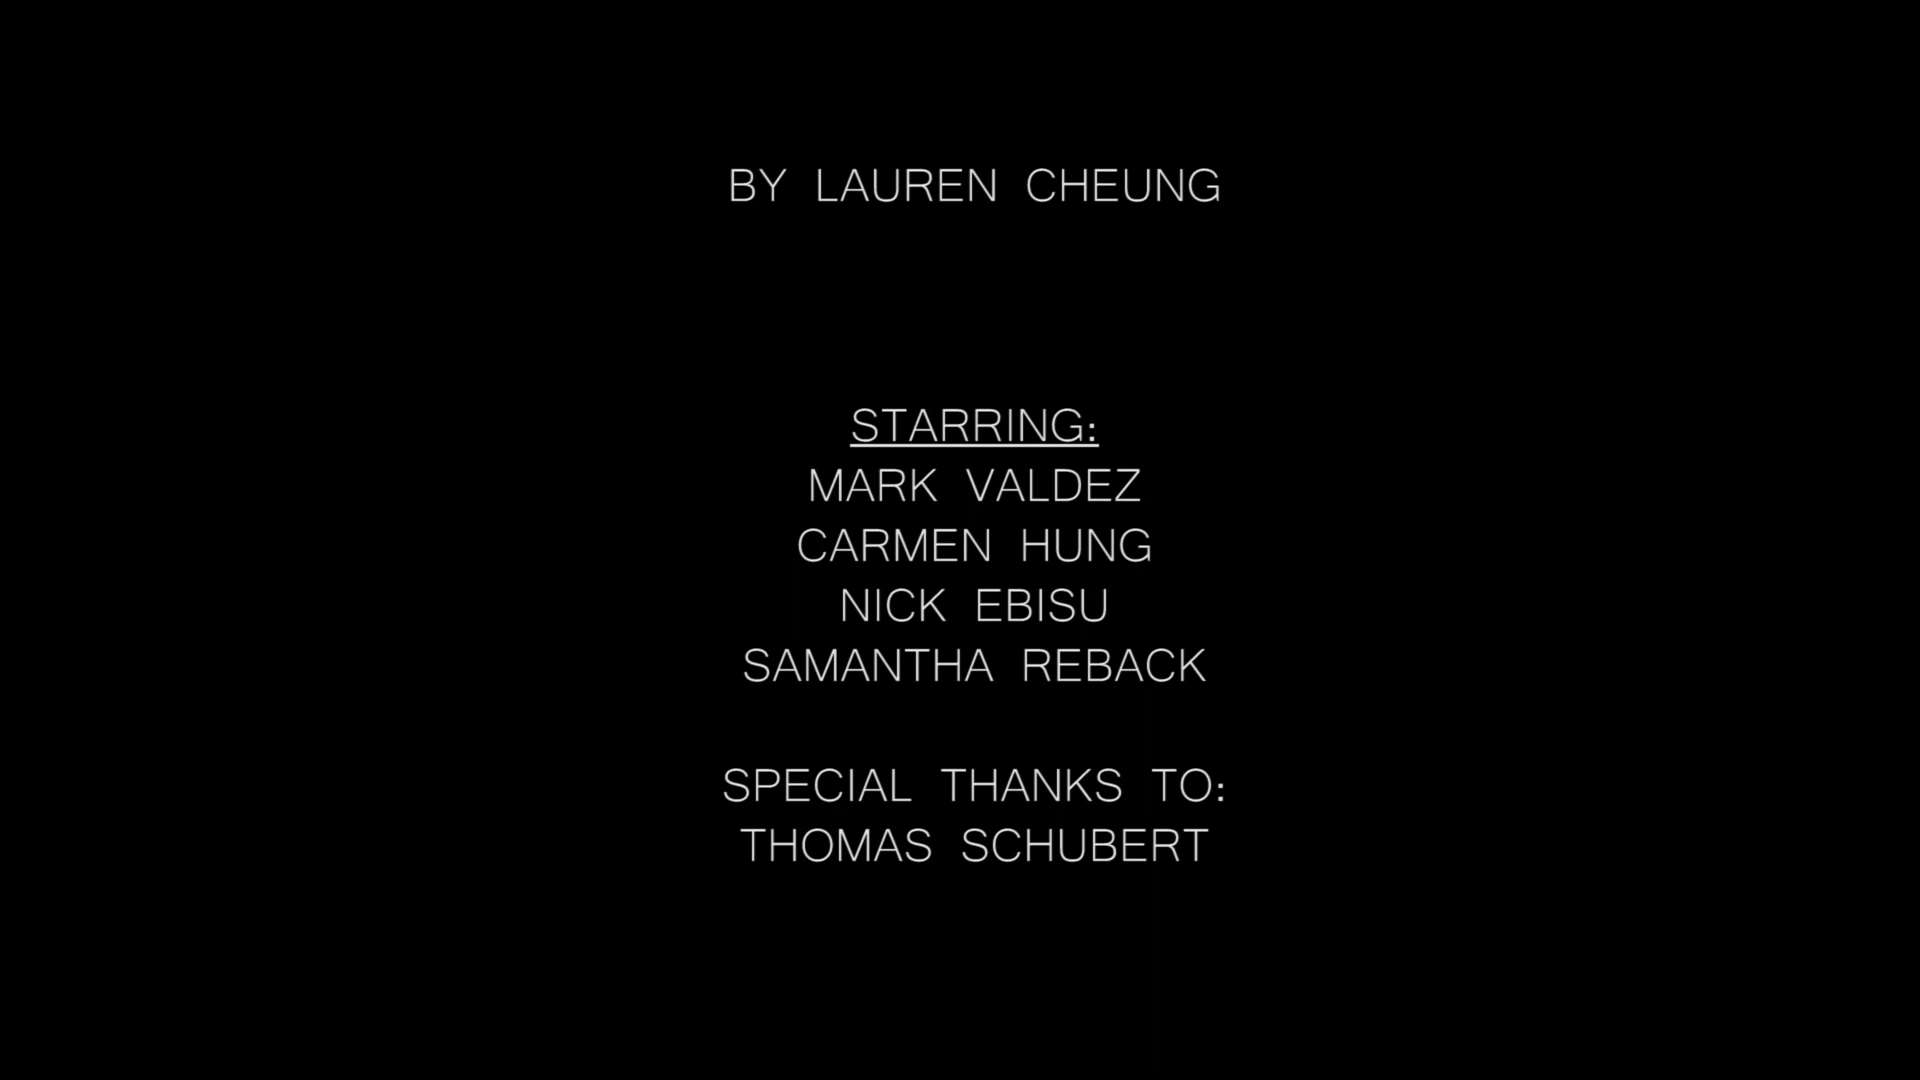 BY LAUREN CHEUNG
STARRING:
MARK VALDEZ
CARMEN HUNG
NICK EBISU
SAMANTHA REBACK
SPECIAL THANKS TO:
THOMAS SCHUBERT